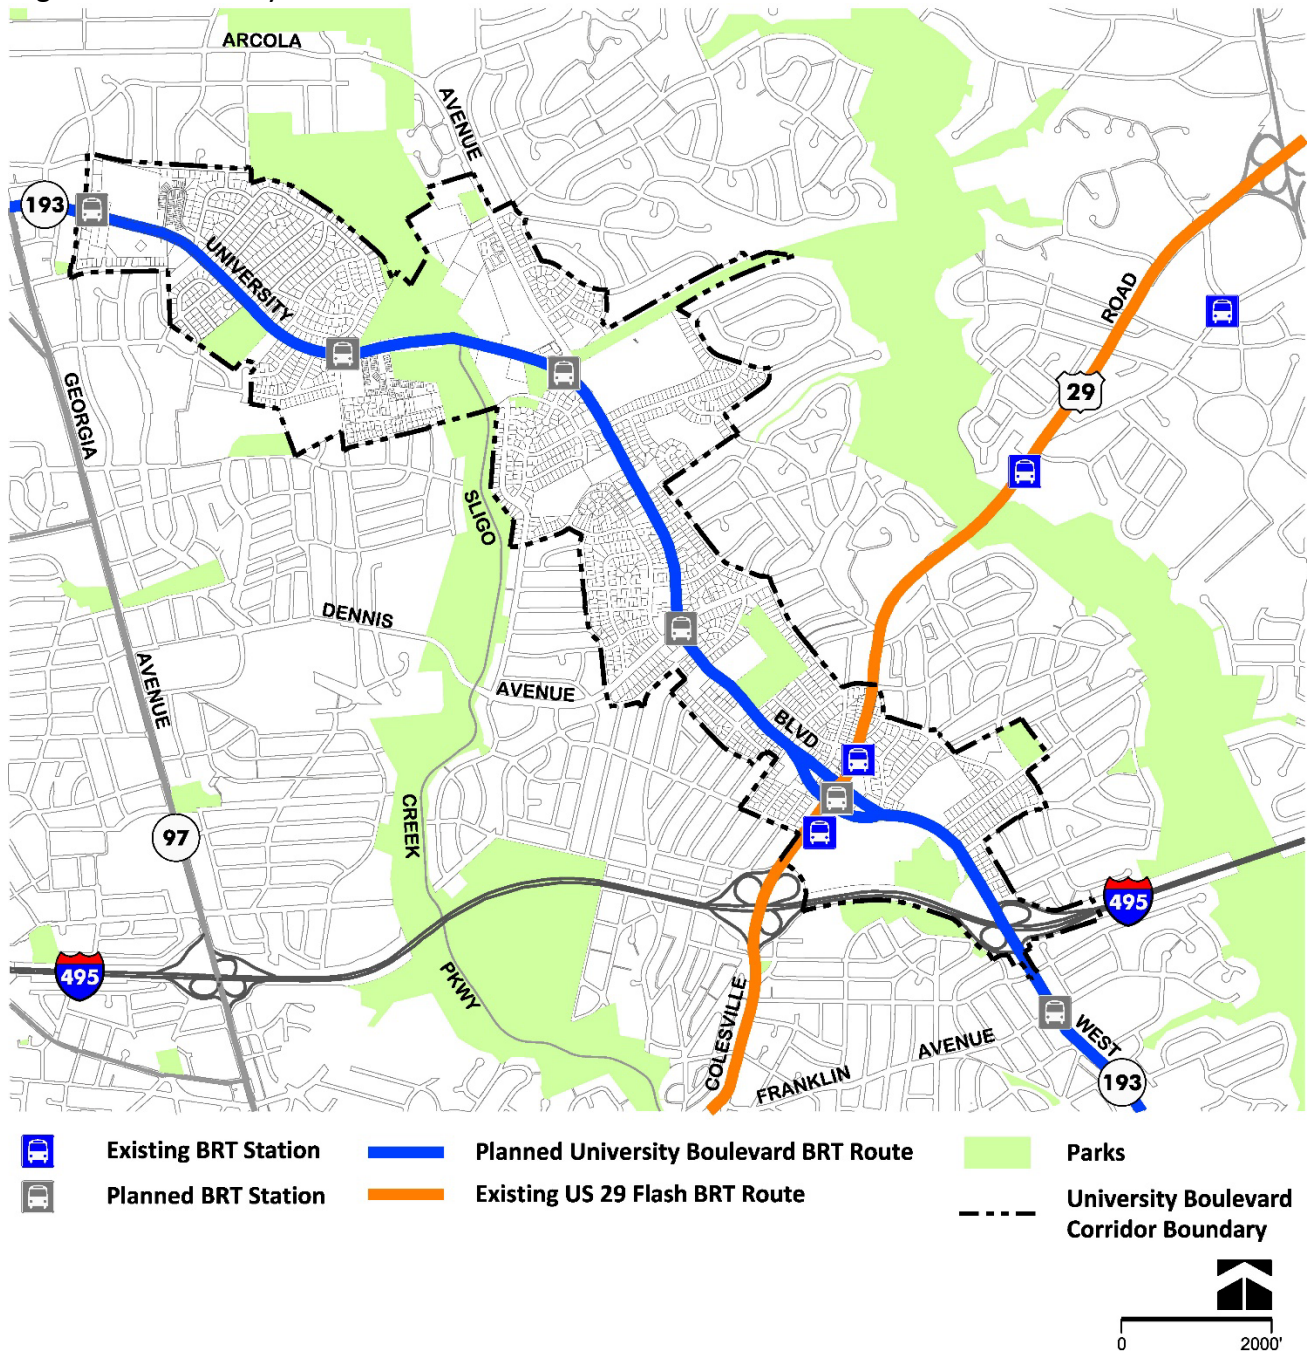 ARCOLA
AVENUE
193
UNIVERSITY
ROAD
29
GEORGIA
AVENUE
SLIGO
DENNIS
AVENUE
BLVD
CREEK
97
495
495
PKWY
COLESVILLE
FRANKLIN
AVENUE
WEST
193
Existing BRT Station
Planned University Boulevard BRT Route
Parks
Planned BRT Station
Existing US 29 Flash BRT Route
University Boulevard
Corridor Boundary
0 2000'